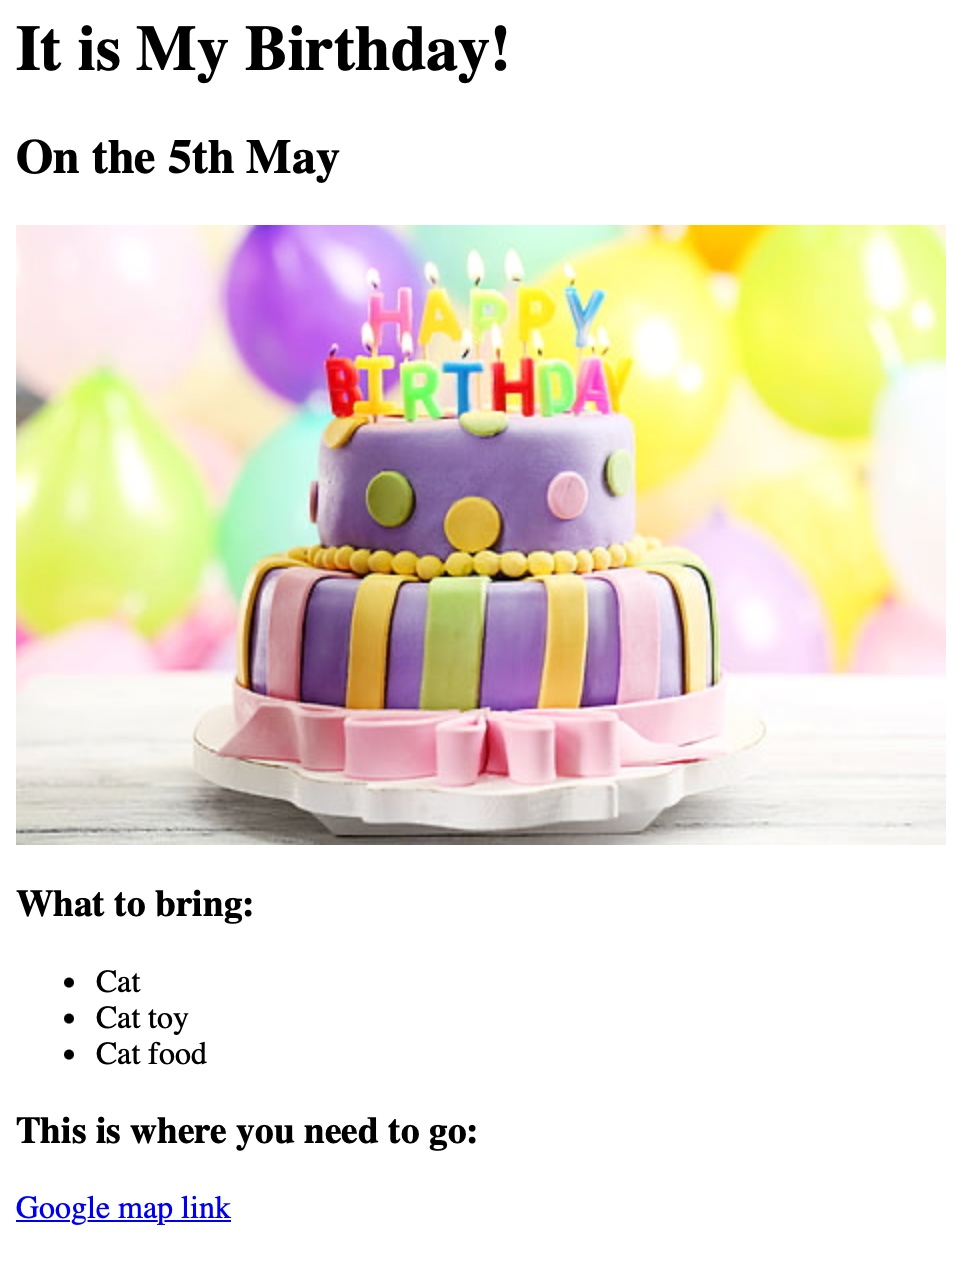 It is My Birthday!
On the 5th May
HAPPY
BIRTHDAY
What to bring:
Cat
Cat toy
Cat food
This is where you need to go:
Google map link